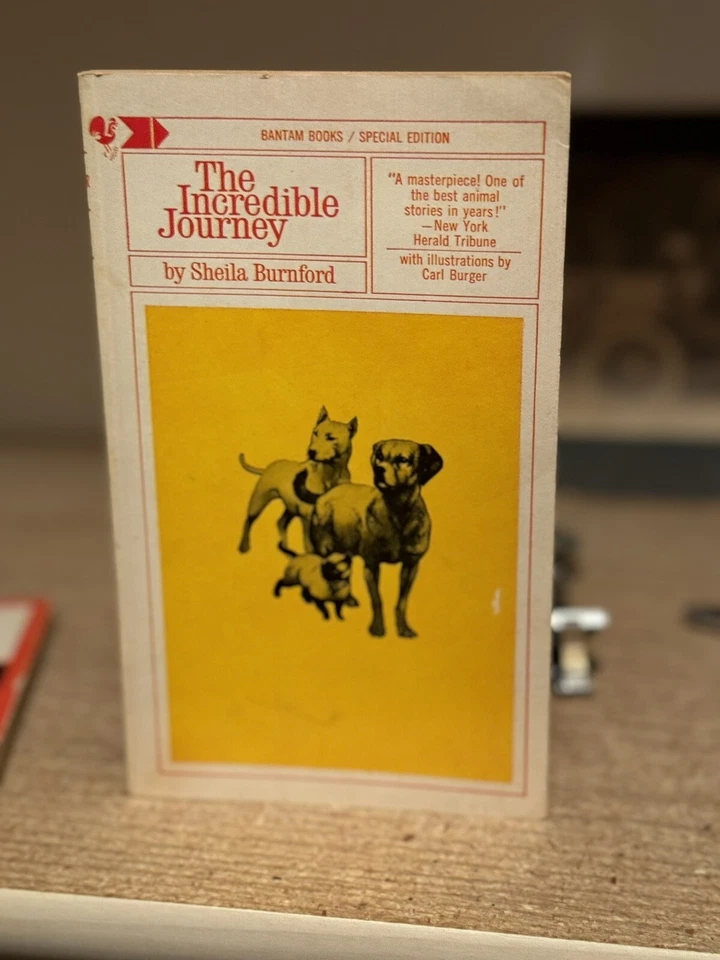 BANTAM BOOKS / SPECIAL EDITION
The
Incredible
Journey
by Sheila Burnford
"A masterpiece! One of
the best animal
stories in years!"
—New York
Herald Tribune
with illustrations by
Carl Burger